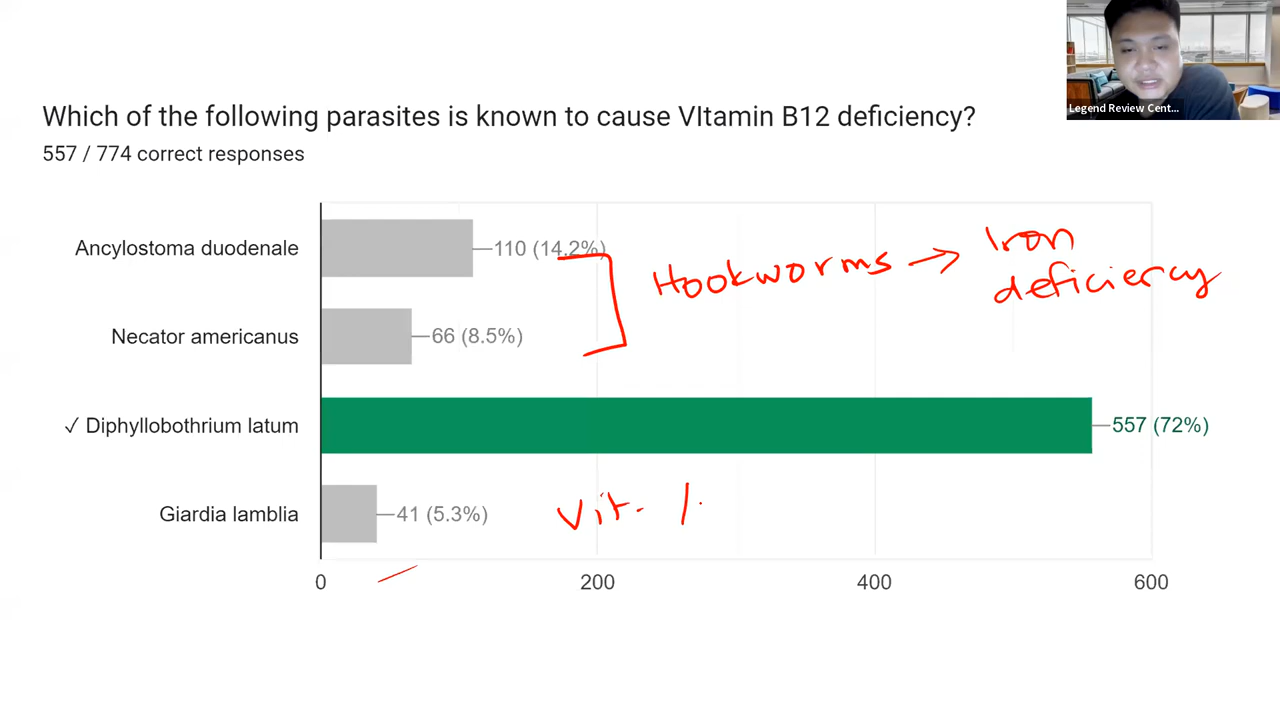 Legend Review Cent...
Which of the following parasites is known to cause VItamin B12 deficiency?
557 / 774 correct responses
Ancylostoma duodenale 110 (14.2%)
Hookworms → Iron
deficiency
Necator americanus 66 (8.5%)
✓ Diphyllobothrium latum 557 (72%)
Giardia lamblia 41 (5.3%) Vit.
0 200 400 600